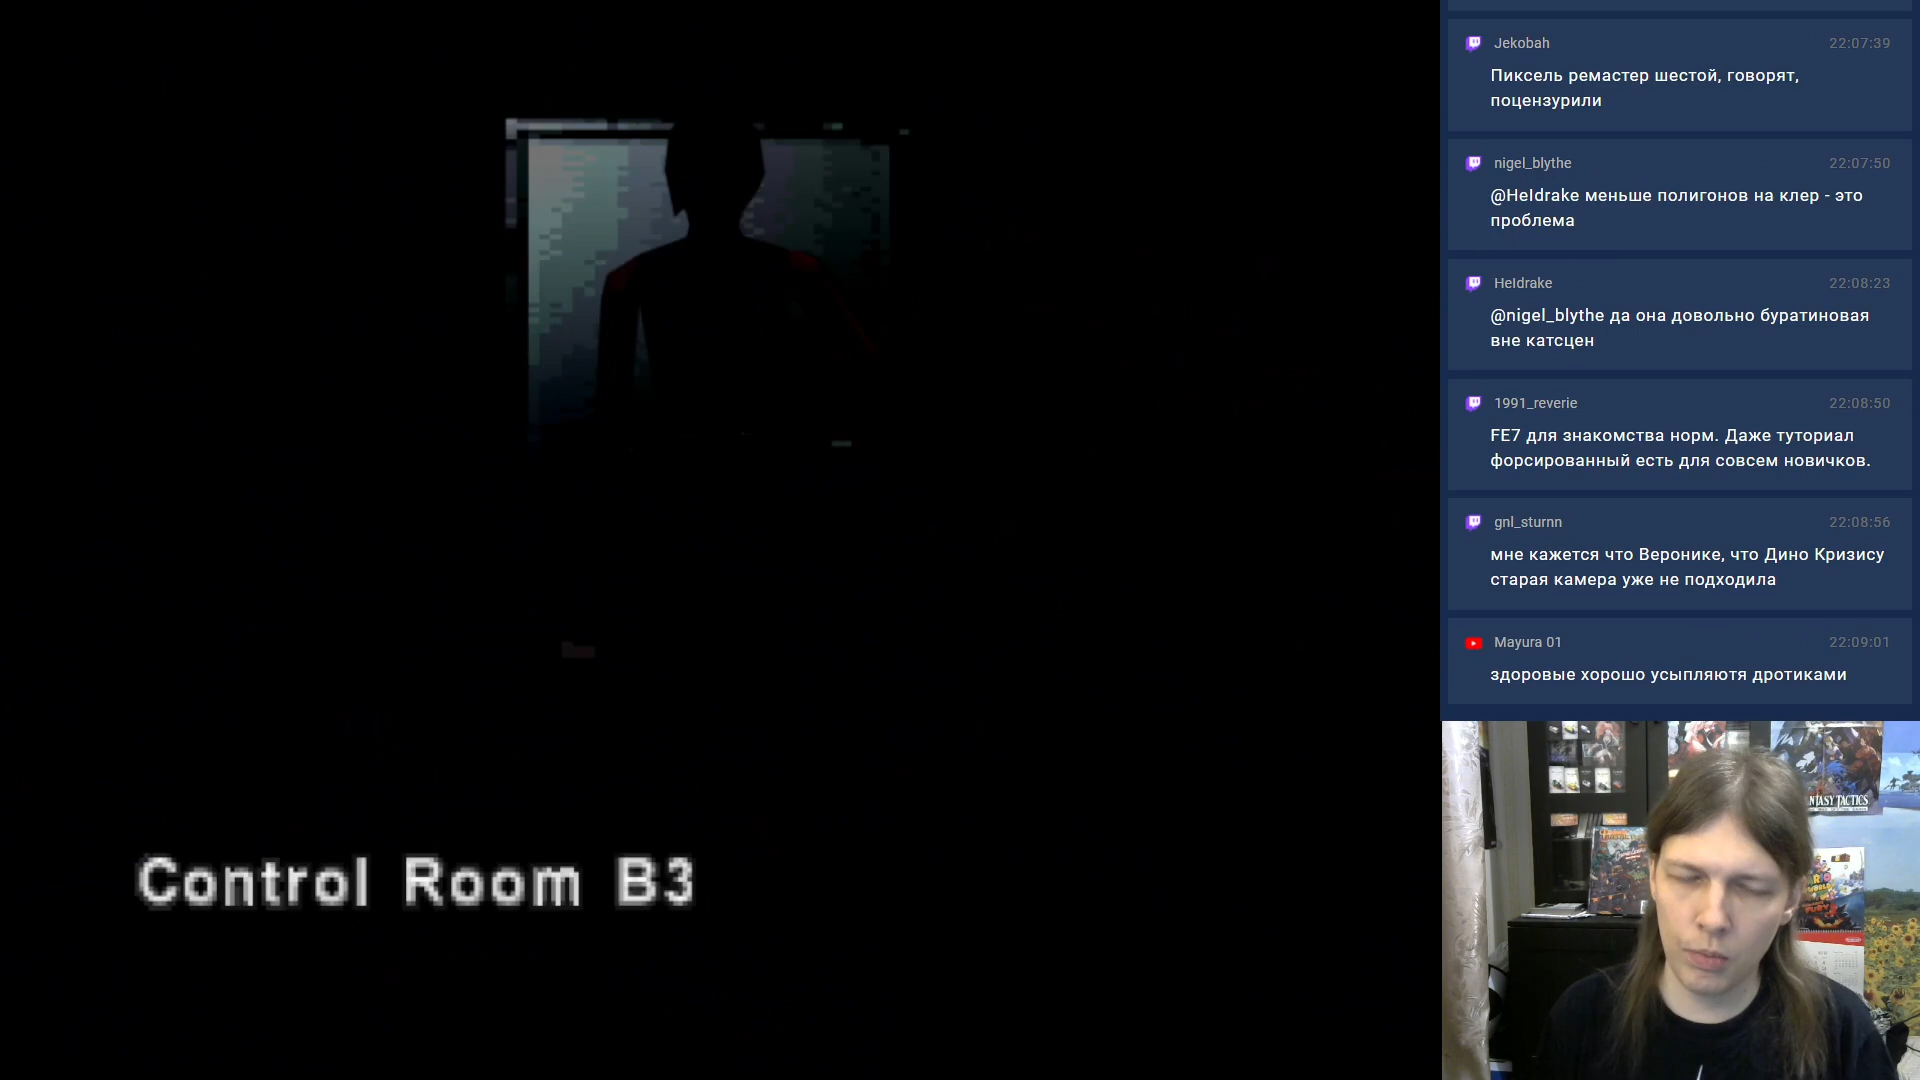 Control Room B3
Jekobah 22:07:39
Пиксель ремастер шестой, говорят,
поцензурили
nigel_blythe 22:07:50
@HeIdrake меньше полигонов на клер - это
проблема
HeIdrake 22:08:23
@nigel_blythe да она довольно буратиновая
вне катсцен
1991_reverie 22:08:50
FE7 для знакомства норм. Даже туториал
форсированный есть для совсем новичков.
gnl_sturnn 22:08:56
мне кажется что Веронике, что Дино Кризису
старая камера уже не подходила
Mayura 01 22:09:01
здоровые хорошо усыпляютя дротиками
TACTICS